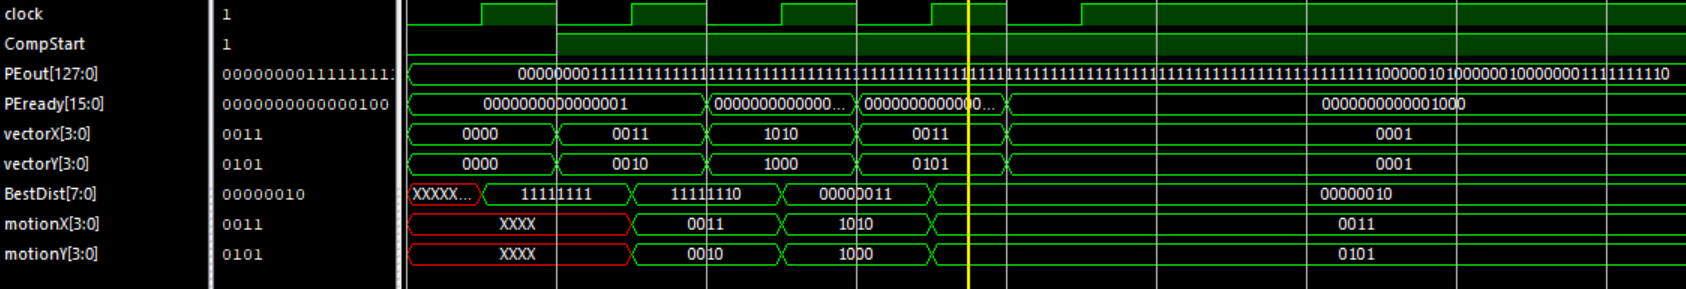 clock 1
CompStart 1
PEout[127:0] 00000000111111111 00000000111111111111111111111111111111111111111111111111111111111111111111111111111111111111111100000101000000100000001111111110
PEready[15:0] 0000000000000100 0000000000000001 0000000000000... 0000000000000... 0000000000001000
vectorX[3:0] 0011 0000 0011 1010 0011 0001
vectorY[3:0] 0101 0000 0010 1000 0101 0001
BestDist[7:0] 00000010 XXXXX... 11111111 11111110 00000011 00000010
motionX[3:0] 0011 XXXX 0011 1010 0011
motionY[3:0] 0101 XXXX 0010 1000 0101